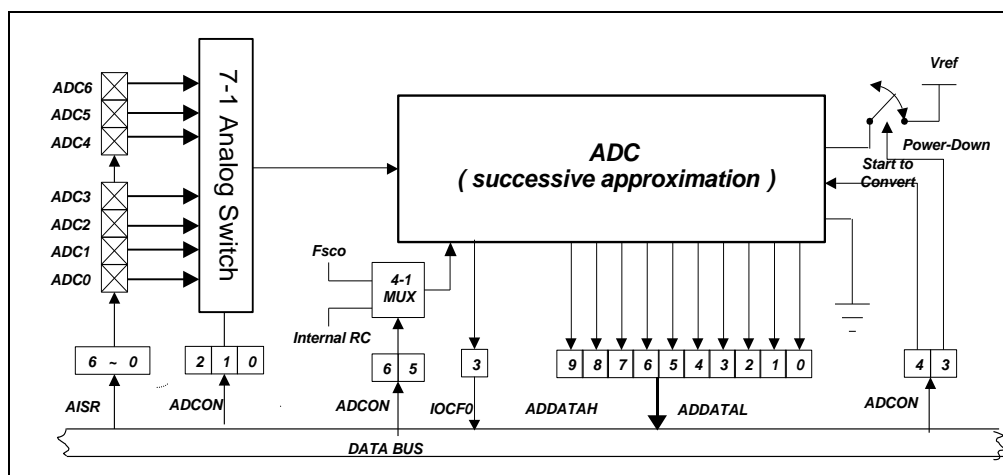 ADC6
ADC5
ADC4
ADC3
ADC2
ADC1
ADC0
7-1 Analog Switch
ADC
( successive approximation )
Vref
Power-Down
Start to
Convert
Fsco
4-1
MUX
Internal RC
6 ~ 0
2 1 0
6 5
3
9 8 7 6 5 4 3 2 1 0
4 3
AISR
ADCON
ADCON
IOCF0
ADDATAH
ADDATAL
ADCON
DATA BUS